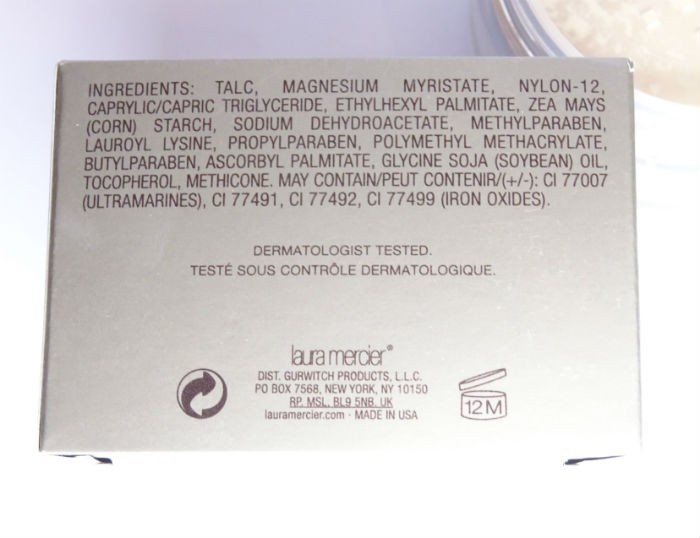 INGREDIENTS: TALC, MAGNESIUM MYRISTATE, NYLON-12,
CAPRYLIC/CAPRIC TRIGLYCERIDE, ETHYLHEXYL PALMITATE, ZEA MAYS
(CORN) STARCH, SODIUM DEHYDROACETATE, METHYLPARABEN,
LAUROYL LYSINE, PROPYLPARABEN, POLYMETHYL METHACRYLATE,
BUTYLPARABEN, ASCORBYL PALMITATE, GLYCINE SOJA (SOYBEAN) OIL,
TOCOPHEROL, METHICONE. MAY CONTAIN/PEUT CONTENIR/(+/-): CI 77007
(ULTRAMARINES), CI 77491, CI 77492, CI 77499 (IRON OXIDES).
DERMATOLOGIST TESTED.
TESTÉ SOUS CONTRÔLE DERMATOLOGIQUE.
laura mercier®
DIST. GURWITCH PRODUCTS, L.L.C.
PO BOX 7568, NEW YORK, NY 10150
RP. MSL. BL9 5NB. UK
lauramercier.com · MADE IN USA
12M